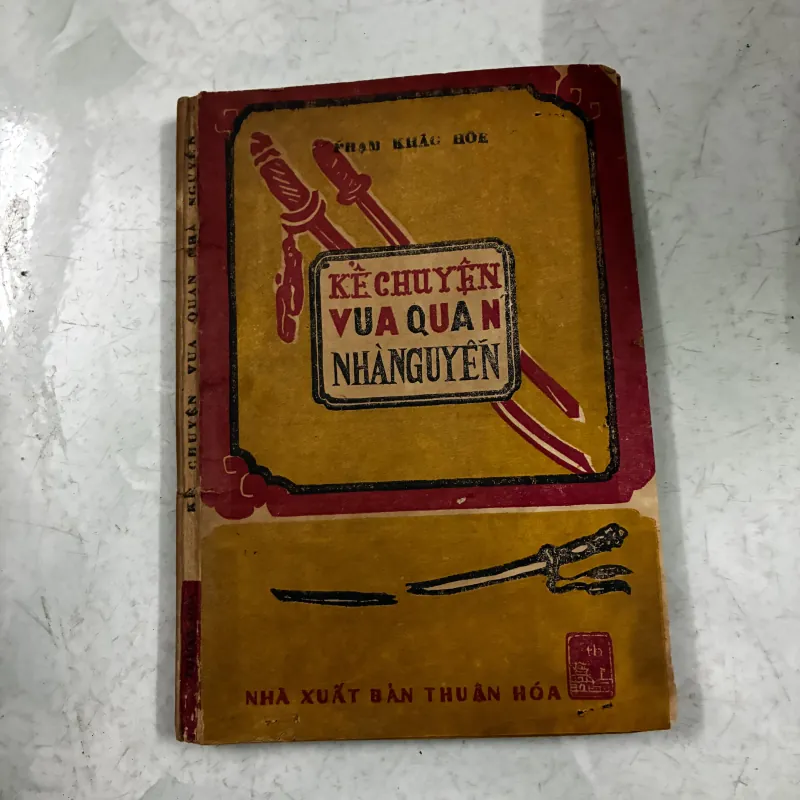 PHẠM KHẮC HÒE
KỂ CHUYỆN
VUA QUAN
NHÀ NGUYỄN
KỂ CHUYỆN VUA QUAN NHÀ NGUYỄN
th
NHÀ XUẤT BẢN THUẬN HÓA